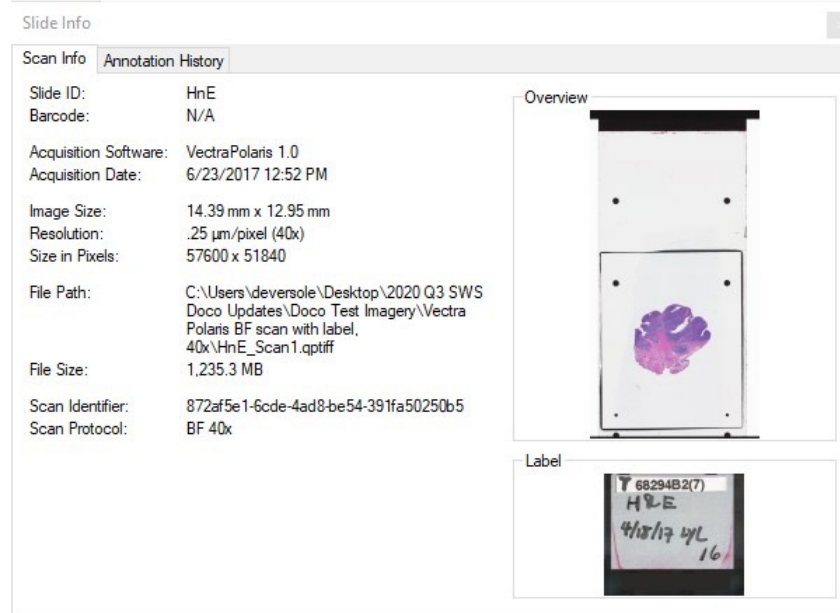 Slide Info
Scan Info
Annotation History
Slide ID: HnE
Barcode: N/A
Acquisition Software: VectraPolaris 1.0
Acquisition Date: 6/23/2017 12:52 PM
Image Size: 14.39 mm x 12.95 mm
Resolution: .25 µm/pixel (40x)
Size in Pixels: 57600 x 51840
File Path: C:\Users\deversole\Desktop\2020 Q3 SWS
Doco Updates\Doco Test Imagery\Vectra
Polaris BF scan with label,
40x\HnE_Scan1.qptiff
File Size: 1,235.3 MB
Scan Identifier: 872af5e1-6cde-4ad8-be54-391fa50250b5
Scan Protocol: BF 40x
Overview
Label
68294B2(7)
H&E
4/18/17 LYL
16